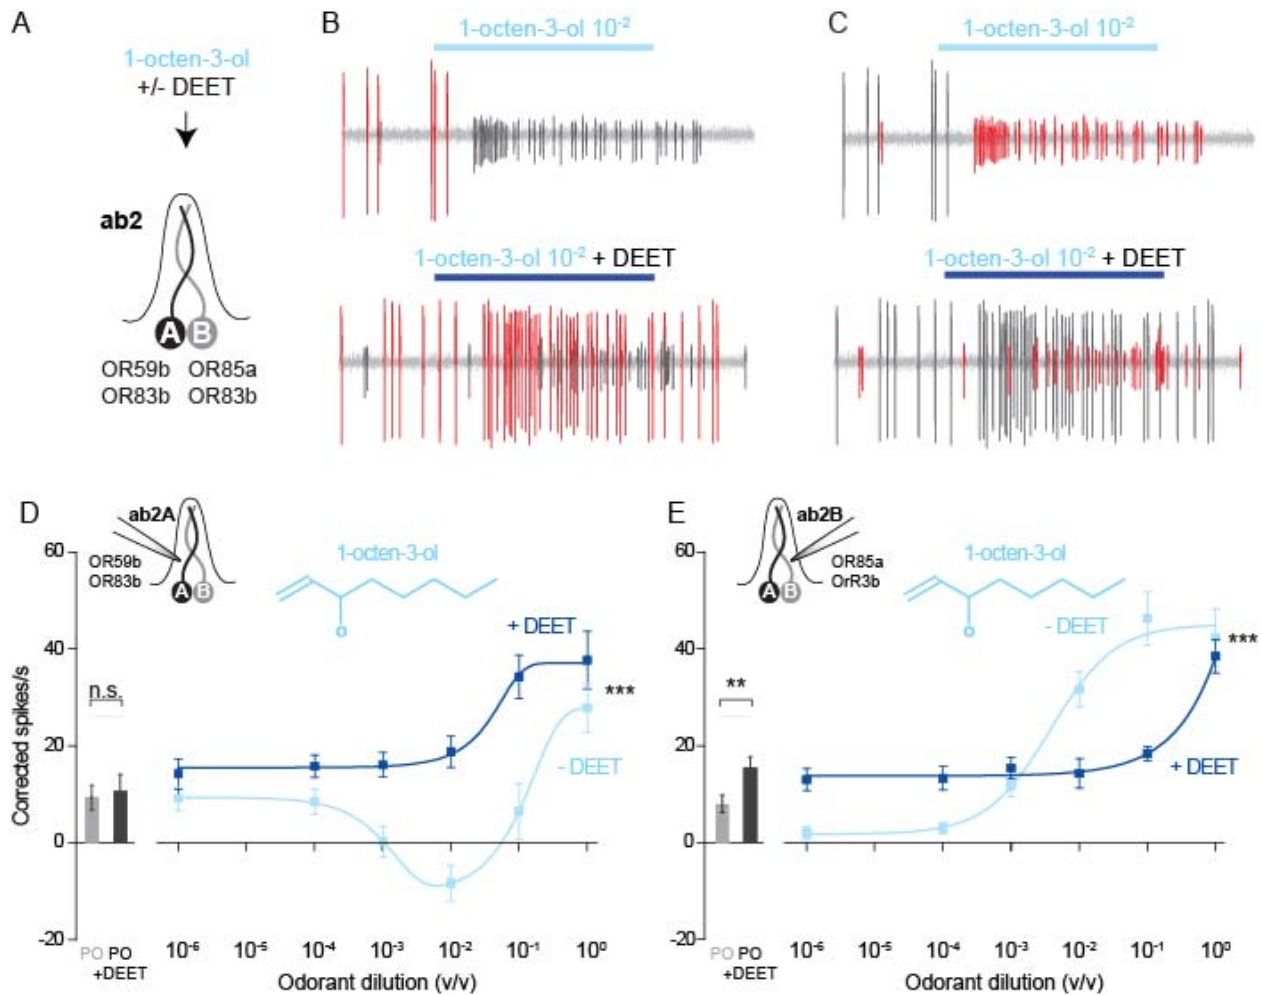 A
1-octen-3-ol
+/- DEET
ab2
A B
OR59b OR85a
OR83b OR83b
B
1-octen-3-ol 10⁻²
1-octen-3-ol 10⁻² + DEET
C
1-octen-3-ol 10⁻²
1-octen-3-ol 10⁻² + DEET
D
ab2A
OR59b
OR83b
A B
1-octen-3-ol
O
+ DEET
- DEET
n.s.
***
60
40
20
0
-20
Corrected spikes/s
PO PO
+DEET
10⁻⁶ 10⁻⁵ 10⁻⁴ 10⁻³ 10⁻² 10⁻¹ 10⁰
Odorant dilution (v/v)
E
ab2B
OR85a
OrR3b
A B
1-octen-3-ol
O
- DEET
+ DEET
**
***
60
40
20
0
-20
PO PO
+DEET
10⁻⁶ 10⁻⁵ 10⁻⁴ 10⁻³ 10⁻² 10⁻¹ 10⁰
Odorant dilution (v/v)